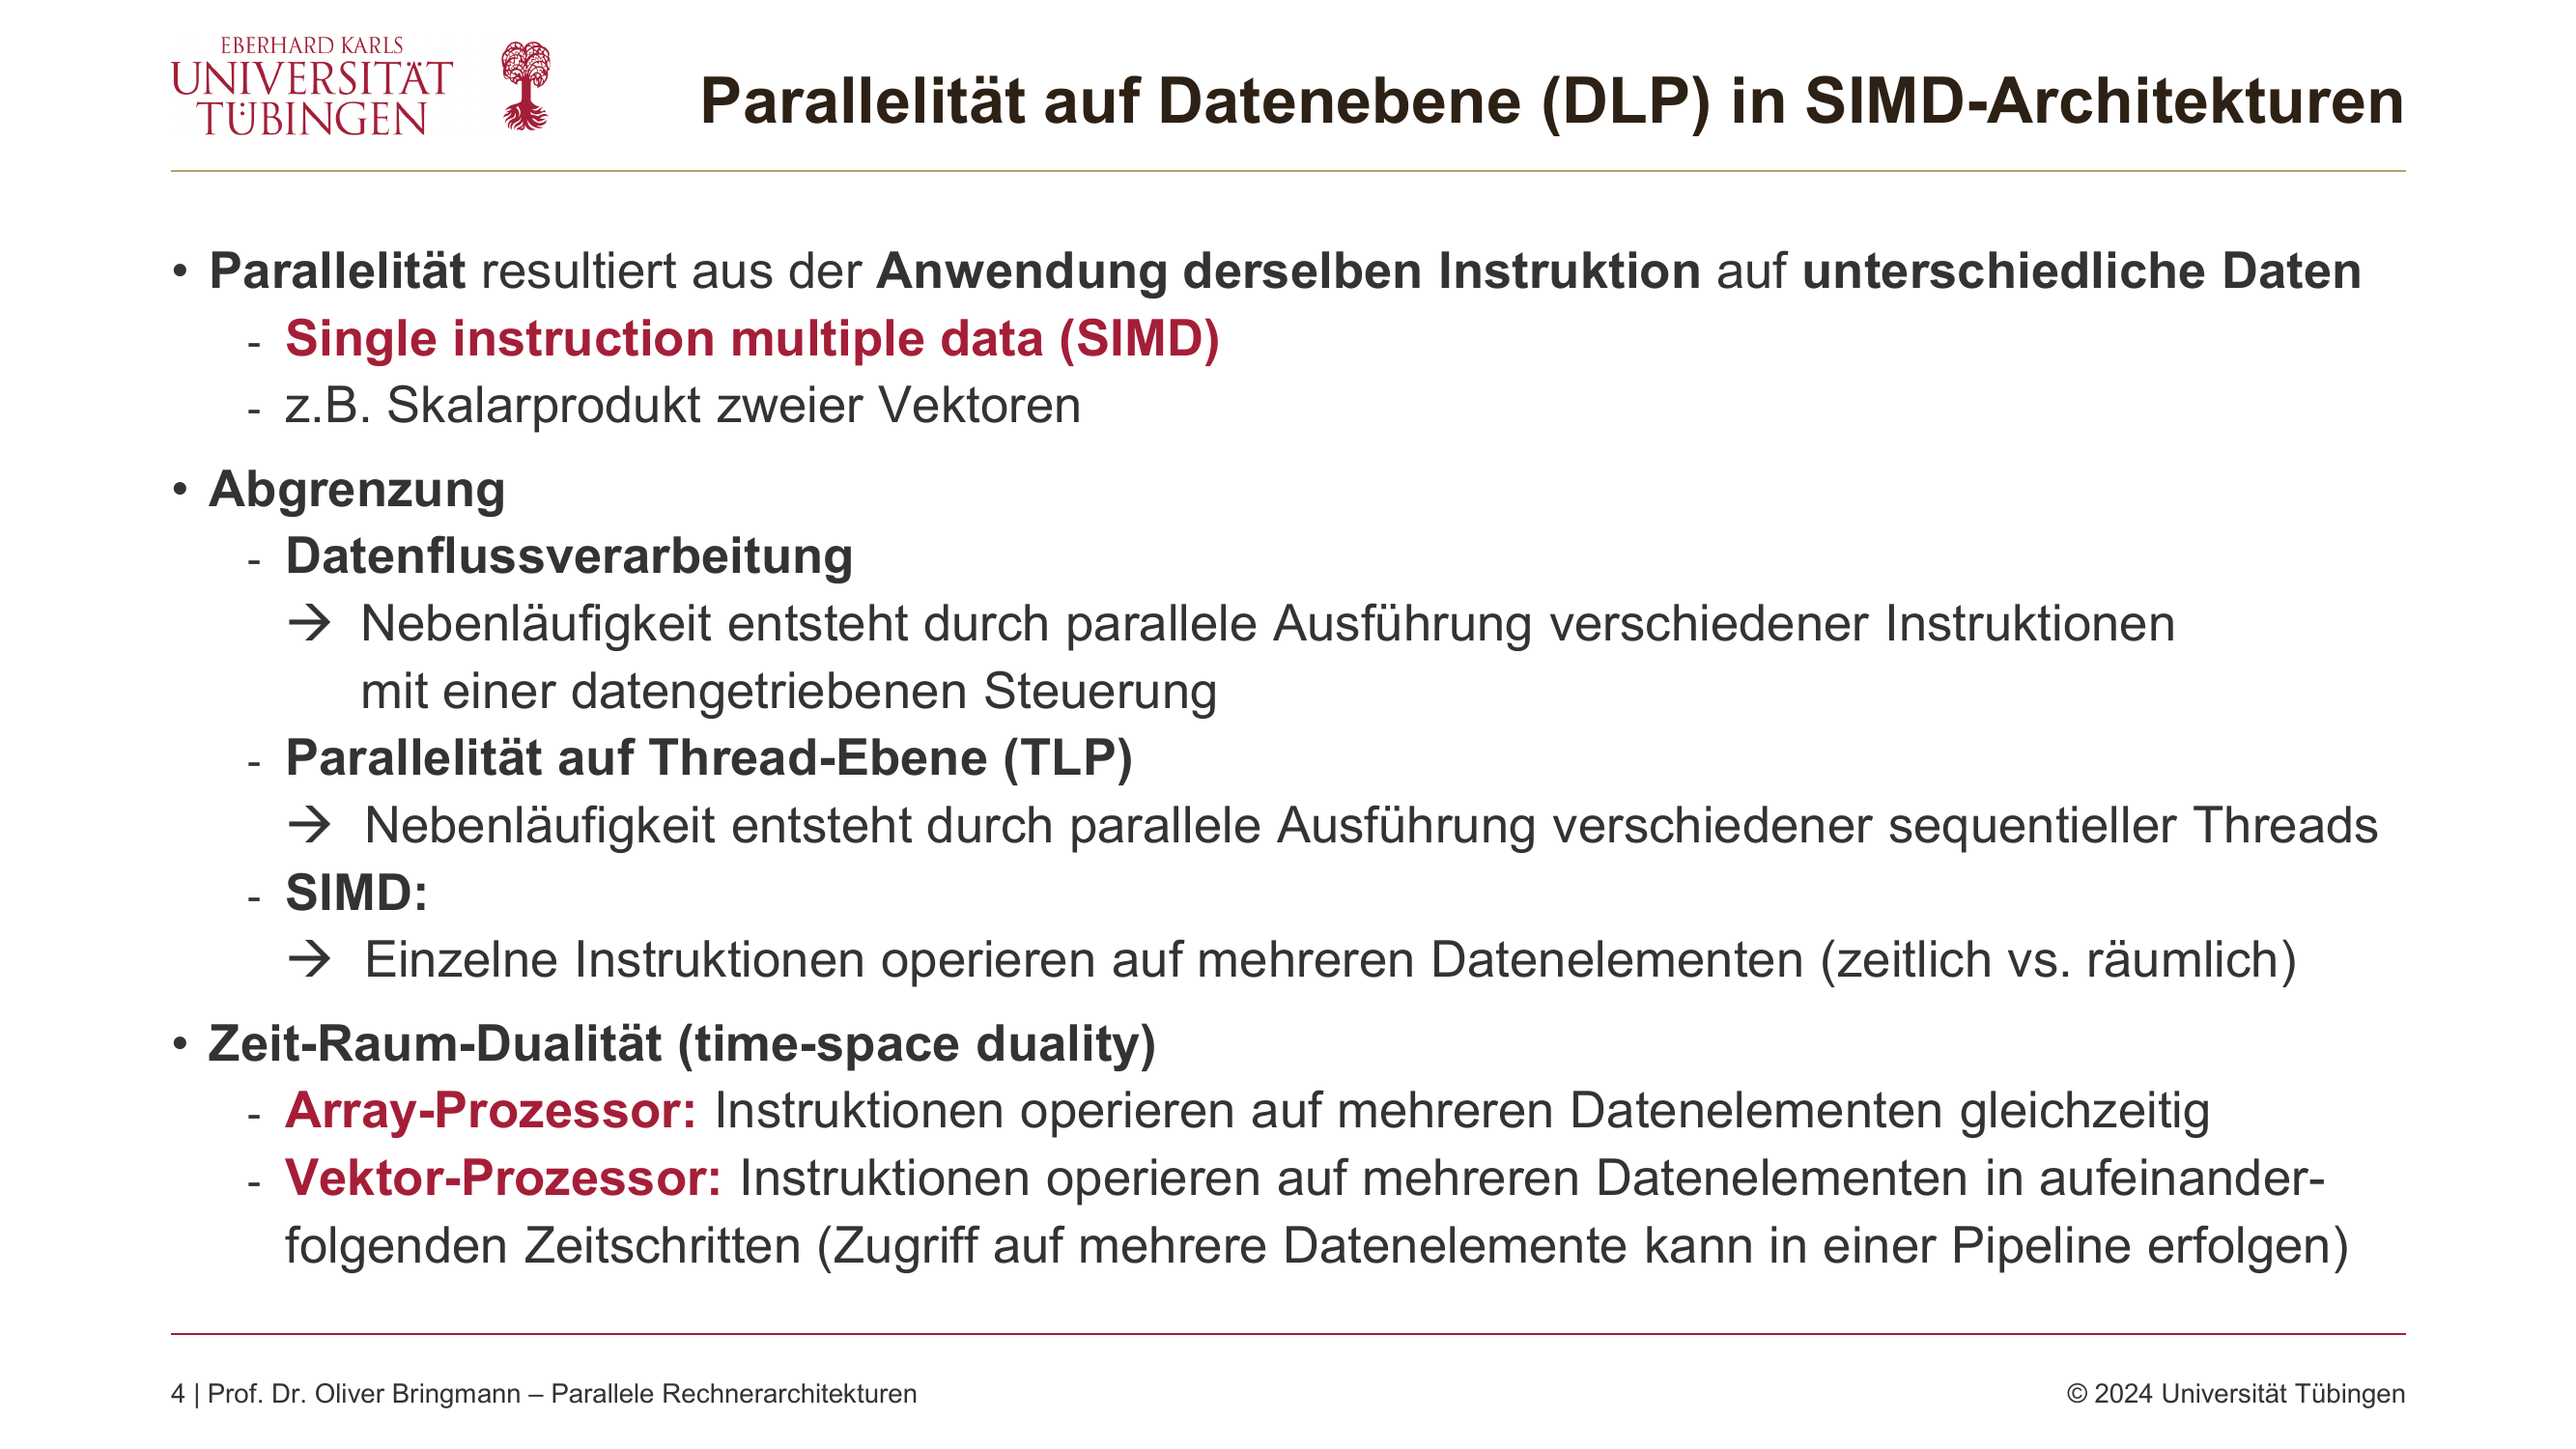 EBERHARD KARLS
UNIVERSITÄT
TÜBINGEN
Parallelität auf Datenebene (DLP) in SIMD-Architekturen
• Parallelität resultiert aus der Anwendung derselben Instruktion auf unterschiedliche Daten
- Single instruction multiple data (SIMD)
- z.B. Skalarprodukt zweier Vektoren
• Abgrenzung
- Datenflussverarbeitung
→ Nebenläufigkeit entsteht durch parallele Ausführung verschiedener Instruktionen
mit einer datengetriebenen Steuerung
- Parallelität auf Thread-Ebene (TLP)
→ Nebenläufigkeit entsteht durch parallele Ausführung verschiedener sequentieller Threads
- SIMD:
→ Einzelne Instruktionen operieren auf mehreren Datenelementen (zeitlich vs. räumlich)
• Zeit-Raum-Dualität (time-space duality)
- Array-Prozessor: Instruktionen operieren auf mehreren Datenelementen gleichzeitig
- Vektor-Prozessor: Instruktionen operieren auf mehreren Datenelementen in aufeinander-
folgenden Zeitschritten (Zugriff auf mehrere Datenelemente kann in einer Pipeline erfolgen)
4 | Prof. Dr. Oliver Bringmann – Parallele Rechnerarchitekturen
© 2024 Universität Tübingen